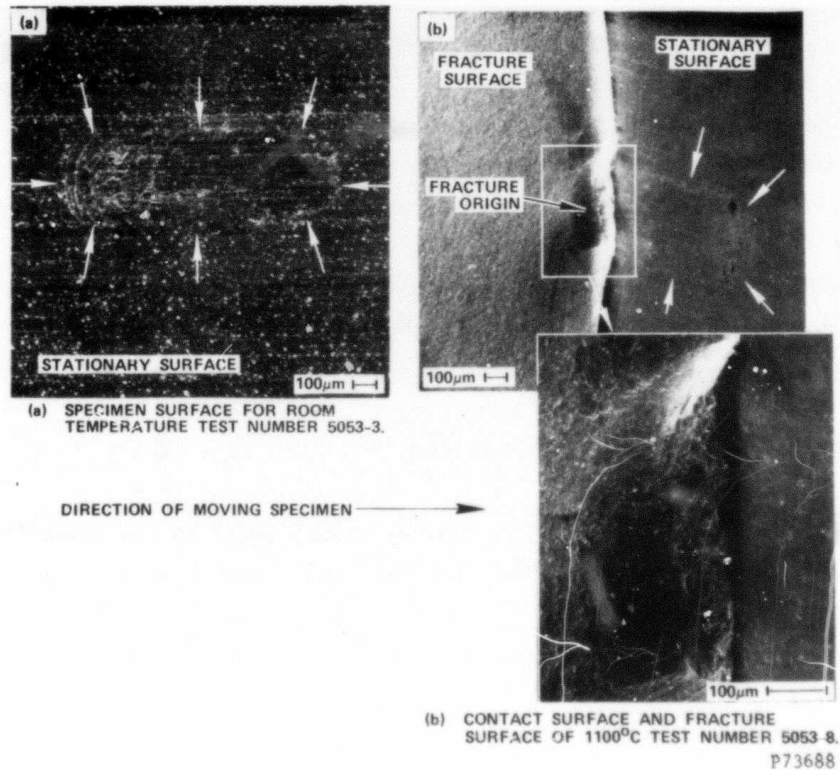 (a)
STATIONARY SURFACE
100μm
(a) SPECIMEN SURFACE FOR ROOM
TEMPERATURE TEST NUMBER 5053-3.
(b)
FRACTURE
SURFACE
STATIONARY
SURFACE
FRACTURE
ORIGIN
100μm
DIRECTION OF MOVING SPECIMEN
100μm
(b) CONTACT SURFACE AND FRACTURE
SURFACE OF 1100⁰C TEST NUMBER 5053-8.
P73688